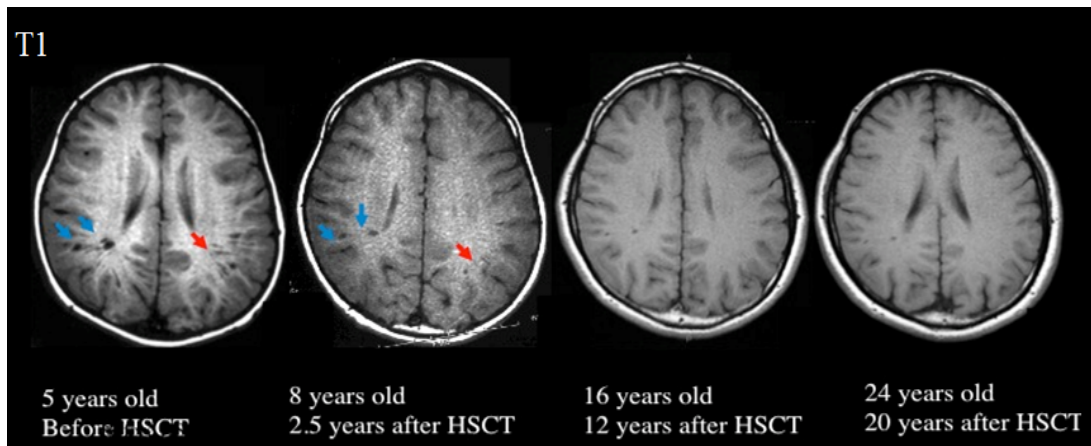 T1
5 years old
Before HSCT
8 years old
2.5 years after HSCT
16 years old
12 years after HSCT
24 years old
20 years after HSCT